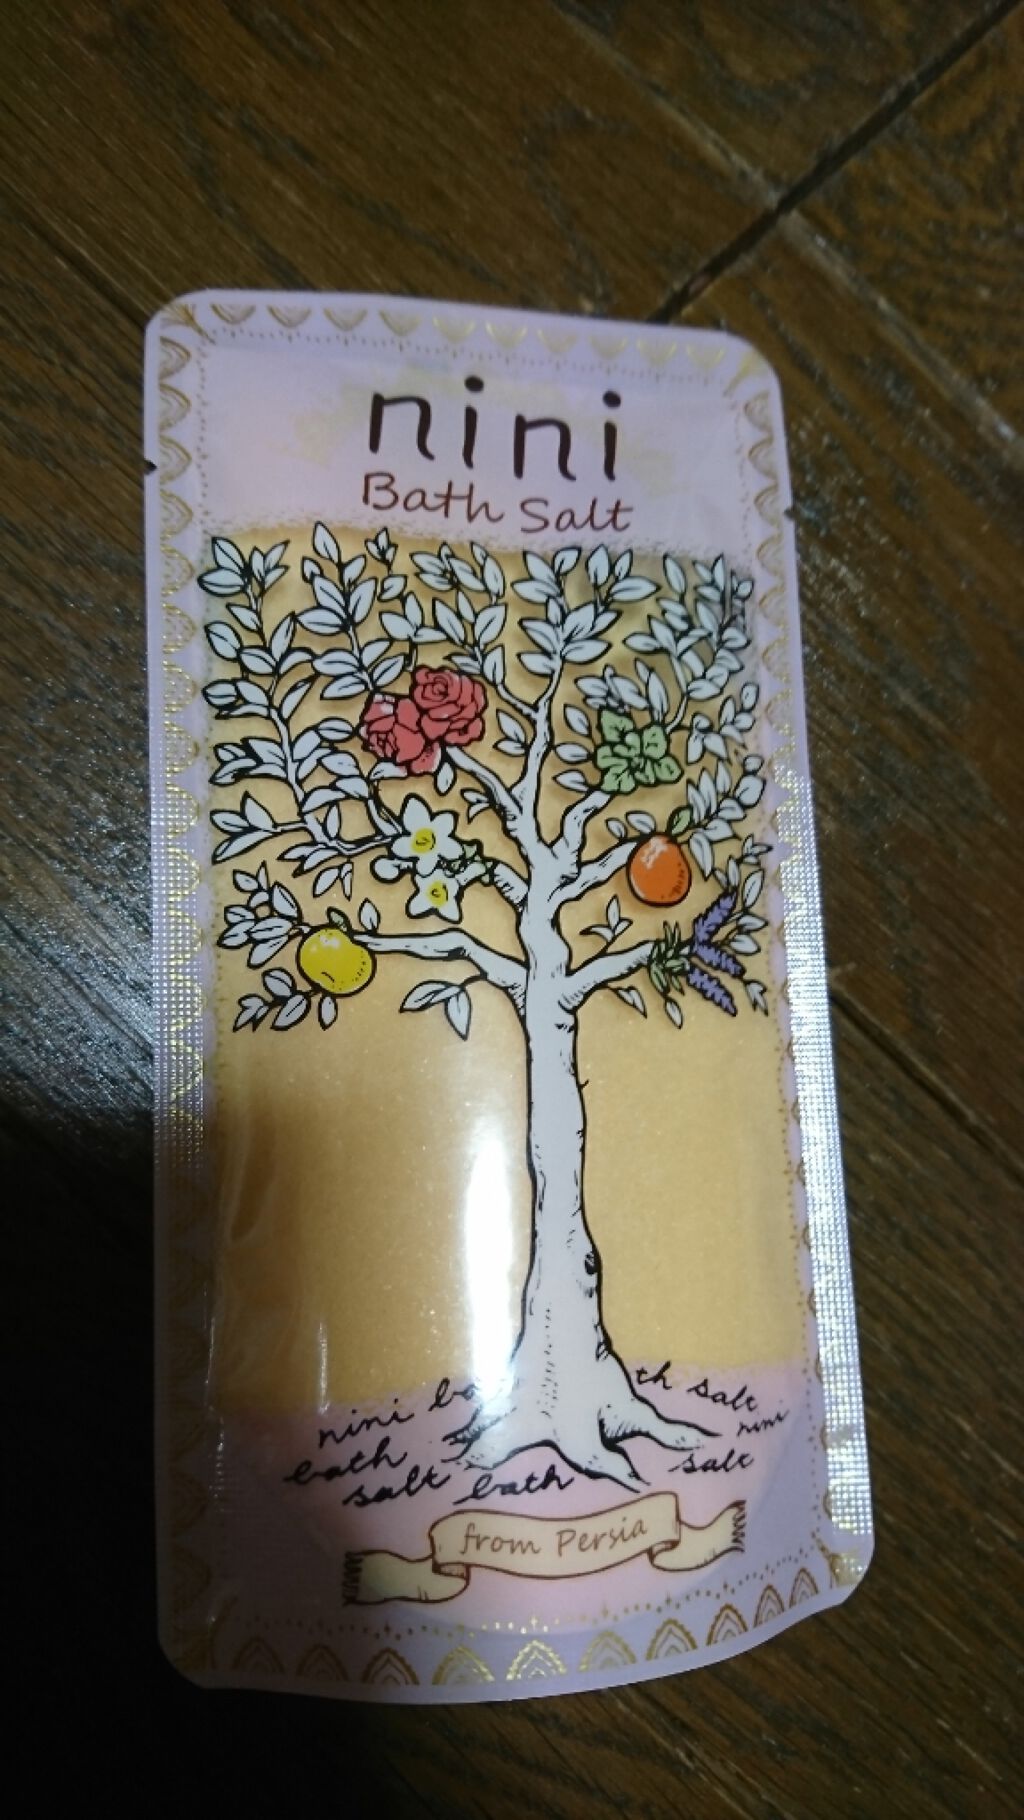 nini
Bath Salt
nini th salt
bath nini
salt bath salt
from Persia